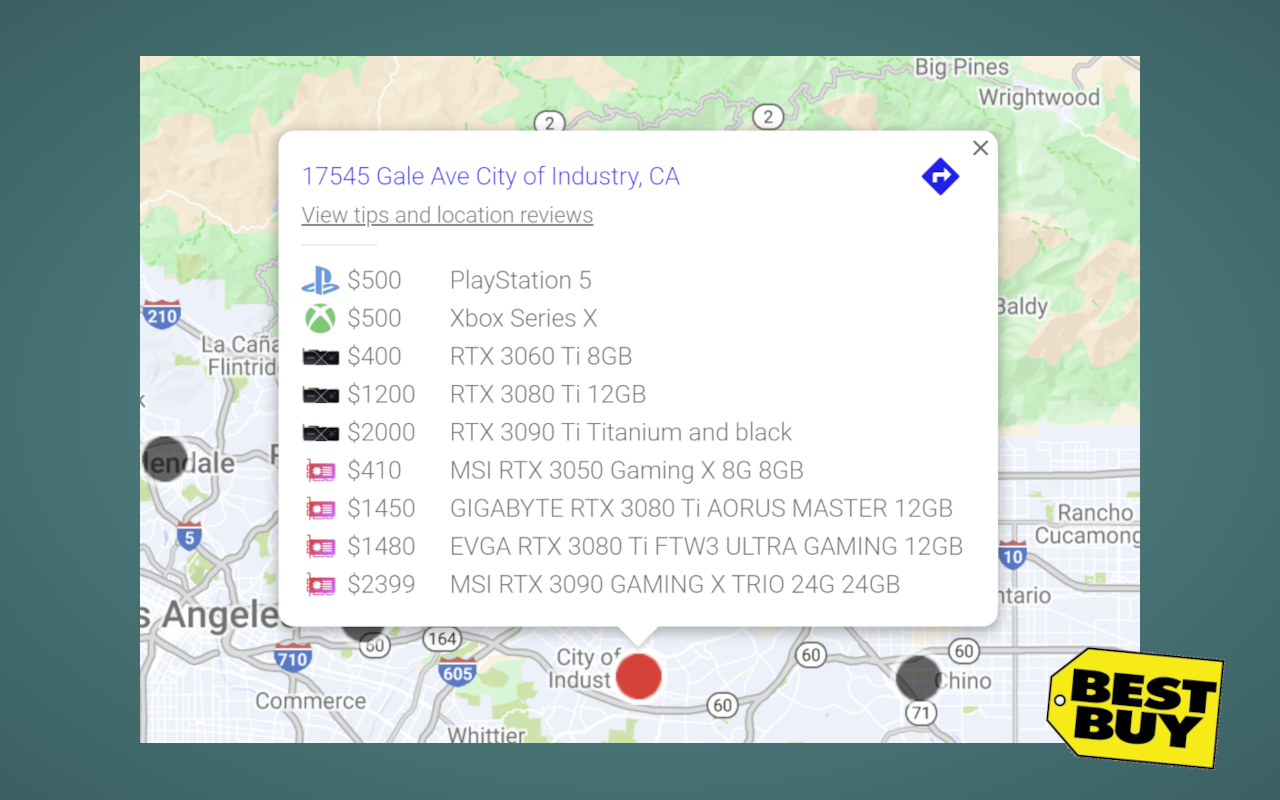 Big Pines
Wrightwood
2
2
17545 Gale Ave City of Industry, CA
View tips and location reviews
$500 PlayStation 5
$500 Xbox Series X
$400 RTX 3060 Ti 8GB
$1200 RTX 3080 Ti 12GB
$2000 RTX 3090 Ti Titanium and black
$410 MSI RTX 3050 Gaming X 8G 8GB
$1450 GIGABYTE RTX 3080 Ti AORUS MASTER 12GB
$1480 EVGA RTX 3080 Ti FTW3 ULTRA GAMING 12GB
$2399 MSI RTX 3090 GAMING X TRIO 24G 24GB
210
La Caña
Flintrid
Baldy
lendale
5
Rancho
Cucamong
10
ntario
s Angele
60
164
710
605
Commerce
City of
Indust
Whittier
60
60
60
Chino
71
BEST
BUY